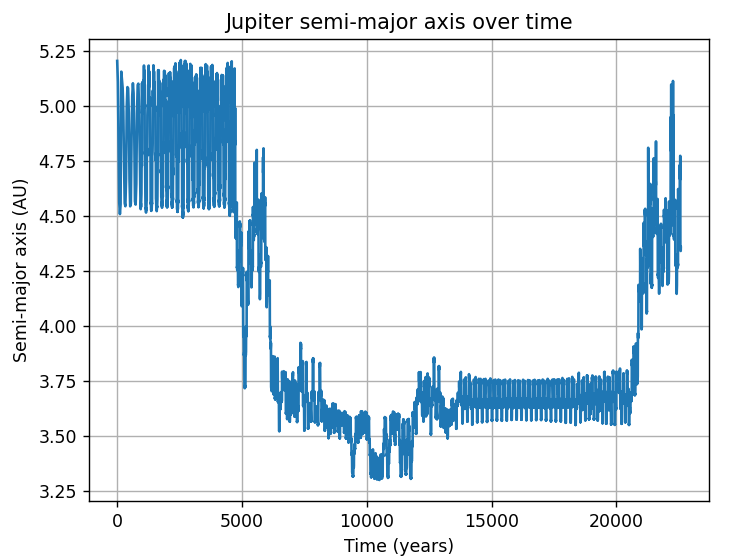 Jupiter semi-major axis over time
Semi-major axis (AU)
5.25
5.00
4.75
4.50
4.25
4.00
3.75
3.50
3.25
0 5000 10000 15000 20000
Time (years)